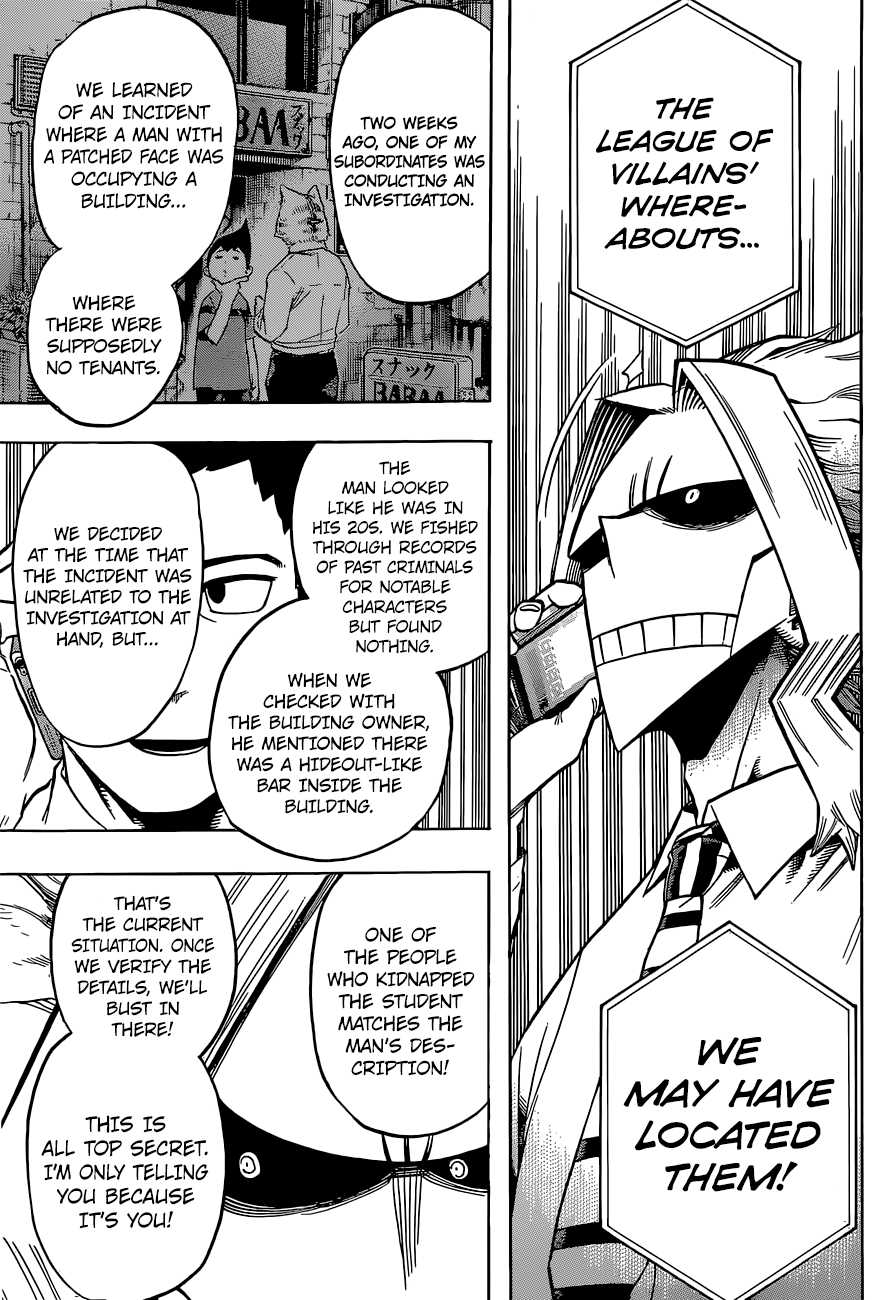 THE
LEAGUE OF
VILLAINS'
WHERE-
ABOUTS...
WE
MAY HAVE
LOCATED
THEM!
TWO WEEKS
AGO, ONE OF MY
SUBORDINATES WAS
CONDUCTING AN
INVESTIGATION.
WE LEARNED
OF AN INCIDENT
WHERE A MAN WITH
A PATCHED FACE WAS
OCCUPYING A
BUILDING...
WHERE
THERE WERE
SUPPOSEDLY
NO TENANTS.
スナック
BAA
スナック
BABAA
THE
MAN LOOKED
LIKE HE WAS IN
HIS 20S. WE FISHED
THROUGH RECORDS
OF PAST CRIMINALS
FOR NOTABLE
CHARACTERS
BUT FOUND
NOTHING.
WHEN WE
CHECKED WITH
THE BUILDING OWNER,
HE MENTIONED THERE
WAS A HIDEOUT-LIKE
BAR INSIDE THE
BUILDING.
WE DECIDED
AT THE TIME THAT
THE INCIDENT WAS
UNRELATED TO THE
INVESTIGATION AT
HAND, BUT...
ONE OF
THE PEOPLE
WHO KIDNAPPED
THE STUDENT
MATCHES THE
MAN'S DES-
CRIPTION!
THAT'S
THE CURRENT
SITUATION. ONCE
WE VERIFY THE
DETAILS, WE'LL
BUST IN
THERE!
THIS IS
ALL TOP SECRET.
I'M ONLY TELLING
YOU BECAUSE
IT'S YOU!